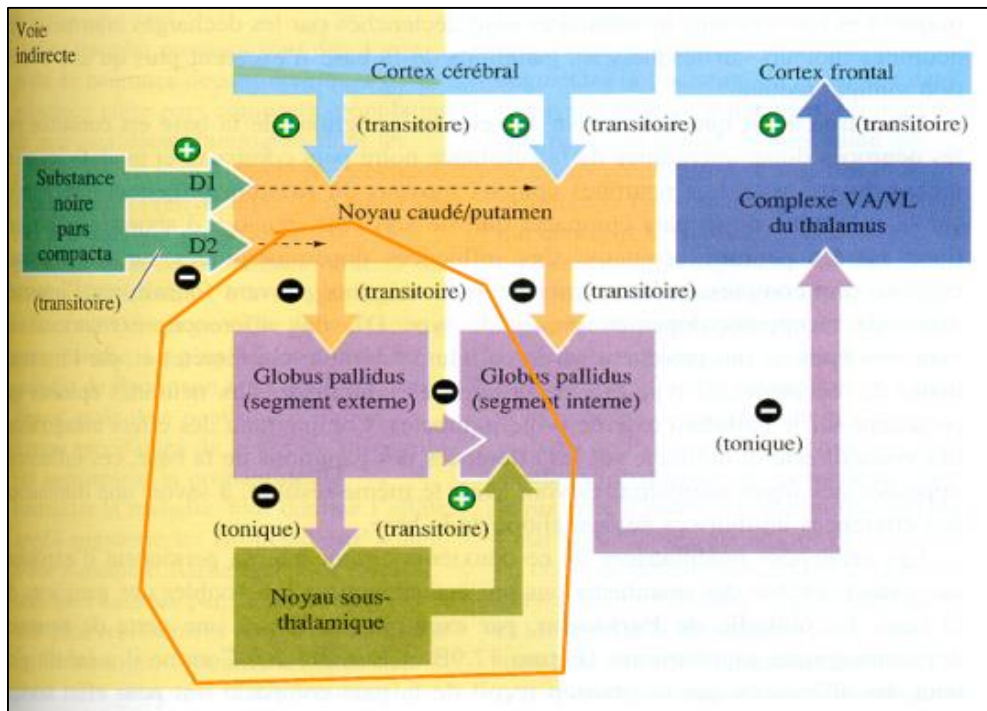 Voie
indirecte
Cortex cérébral
Cortex frontal
+
(transitoire)
+
(transitoire)
+
(transitoire)
+
Substance
noire pars
compacta
D1
D2
Noyau caudé/putamen
Complexe VA/VL
du thalamus
−
(transitoire)
−
(transitoire)
−
(transitoire)
Globus pallidus
(segment externe)
−
Globus pallidus
(segment interne)
−
(tonique)
−
(tonique)
+
(transitoire)
Noyau sous-
thalamique